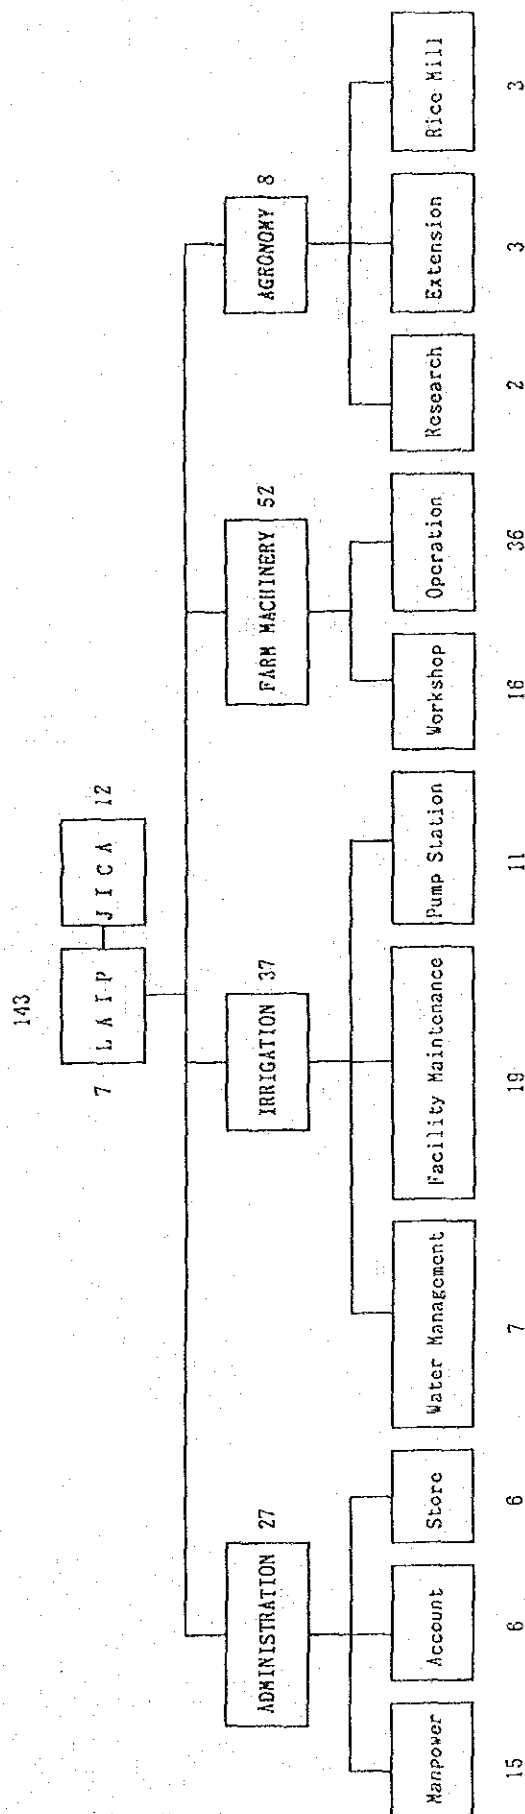 143
7 LAIP JICA 12
ADMINISTRATION 27
IRRIGATION 37
FARM MACHINERY 52
AGRONOMY 8
Manpower
Account
Store
Water Management
Facility Maintenance
Pump Station
Workshop
Operation
Research
Extension
Rice Mill
15
6
6
7
19
11
16
36
2
3
3